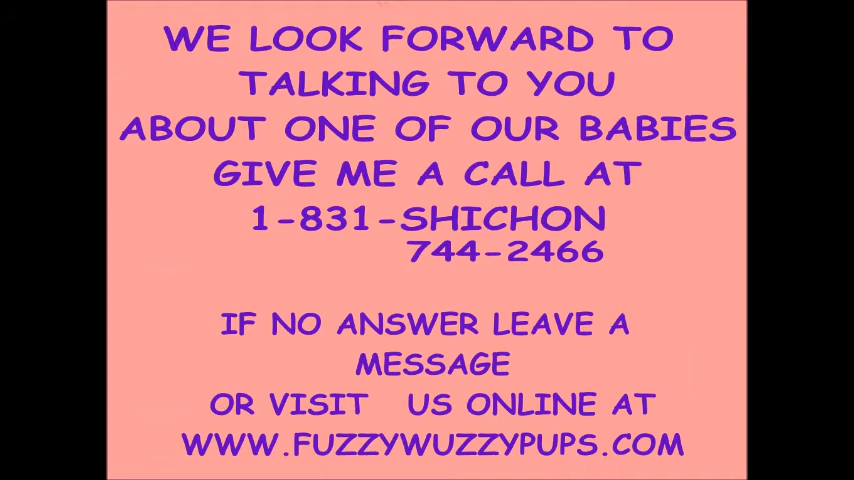 WE LOOK FORWARD TO
TALKING TO YOU
ABOUT ONE OF OUR BABIES
GIVE ME A CALL AT
1-831-SHICHON
744-2466
IF NO ANSWER LEAVE A
MESSAGE
OR VISIT US ONLINE AT
WWW.FUZZYWUZZYPUPS.COM